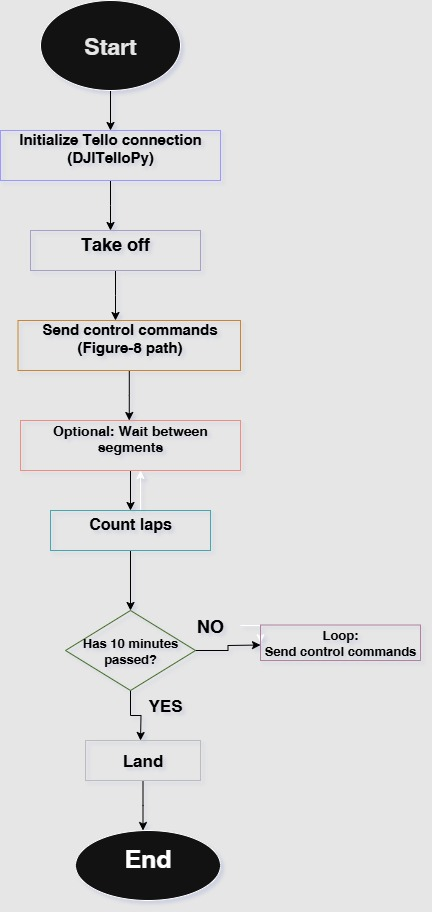 Start
Initialize Tello connection
(DJITelloPy)
Take off
Send control commands
(Figure-8 path)
Optional: Wait between
segments
Count laps
Has 10 minutes
passed?
NO
Loop:
Send control commands
YES
Land
End